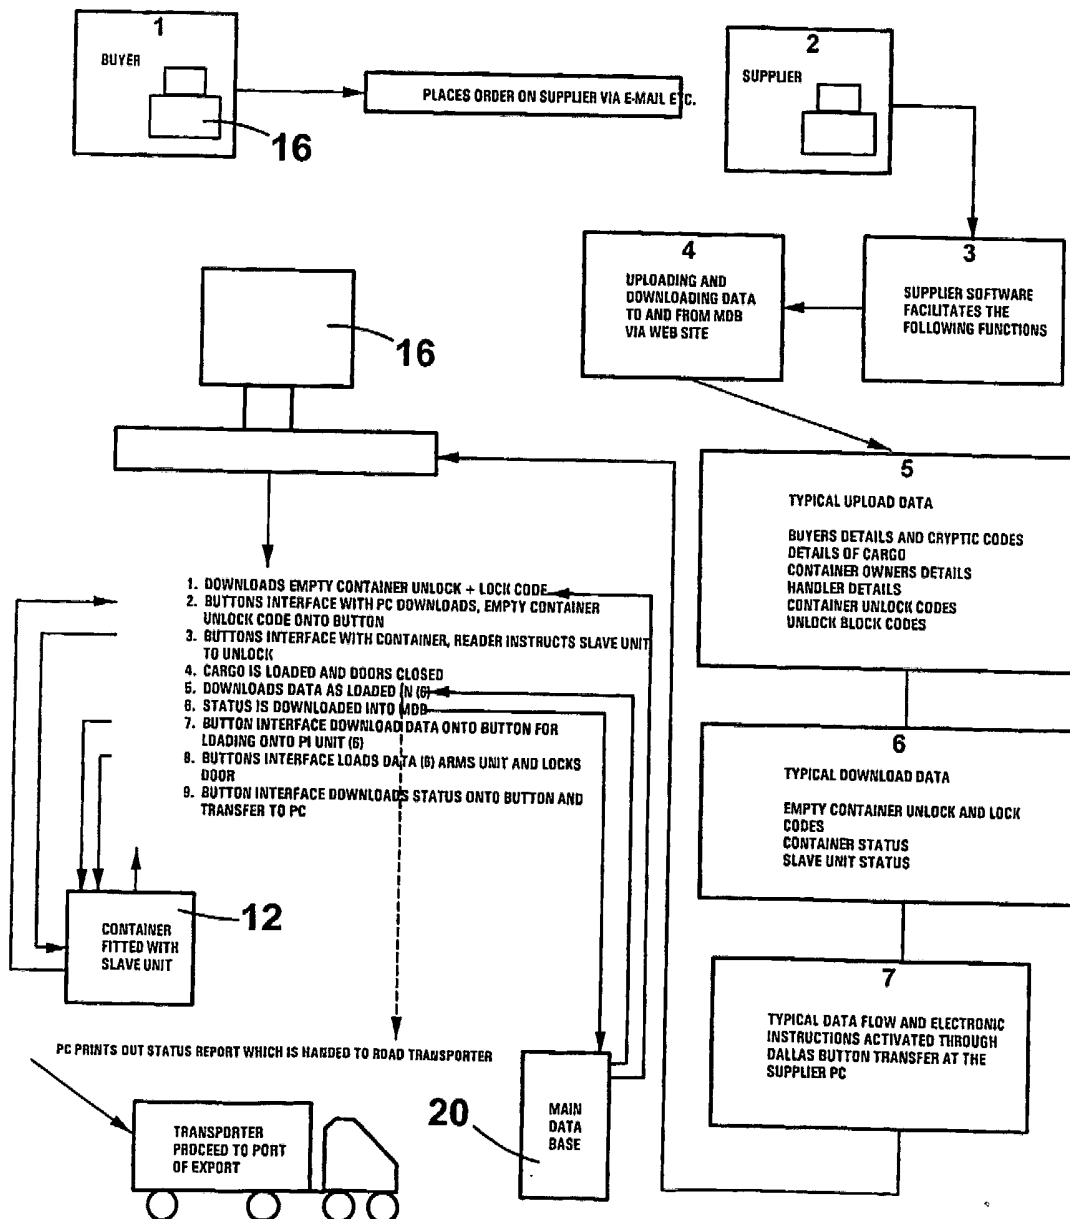 1
BUYER
16
PLACES ORDER ON SUPPLIER VIA E-MAIL ETC.
2
SUPPLIER
3
SUPPLIER SOFTWARE
FACILITATES THE
FOLLOWING FUNCTIONS
4
UPLOADING AND
DOWNLOADING DATA
TO AND FROM MDB
VIA WEB SITE
16
5
TYPICAL UPLOAD DATA
BUYERS DETAILS AND CRYPTIC CODES
DETAILS OF CARGO
CONTAINER OWNERS DETAILS
HANDLER DETAILS
CONTAINER UNLOCK CODES
UNLOCK BLOCK CODES
6
TYPICAL DOWNLOAD DATA
EMPTY CONTAINER UNLOCK AND LOCK
CODES
CONTAINER STATUS
SLAVE UNIT STATUS
7
TYPICAL DATA FLOW AND ELECTRONIC
INSTRUCTIONS ACTIVATED THROUGH
DALLAS BUTTON TRANSFER AT THE
SUPPLIER PC
1. DOWNLOADS EMPTY CONTAINER UNLOCK + LOCK CODE
2. BUTTONS INTERFACE WITH PC DOWNLOADS, EMPTY CONTAINER
UNLOCK CODE ONTO BUTTON
3. BUTTONS INTERFACE WITH CONTAINER, READER INSTRUCTS SLAVE UNIT
TO UNLOCK
4. CARGO IS LOADED AND DOORS CLOSED
5. DOWNLOADS DATA AS LOADED IN (6)
6. STATUS IS DOWNLOADED INTO MDB
7. BUTTON INTERFACE DOWNLOAD DATA ONTO BUTTON FOR
LOADING ONTO PI UNIT (6)
8. BUTTONS INTERFACE LOADS DATA (6) ARMS UNIT AND LOCKS
DOOR
9. BUTTON INTERFACE DOWNLOADS STATUS ONTO BUTTON AND
TRANSFER TO PC
CONTAINER
FITTED WITH
SLAVE UNIT
12
PC PRINTS OUT STATUS REPORT WHICH IS HANDED TO ROAD TRANSPORTER
TRANSPORTER
PROCEED TO PORT
OF EXPORT
20
MAIN
DATA
BASE